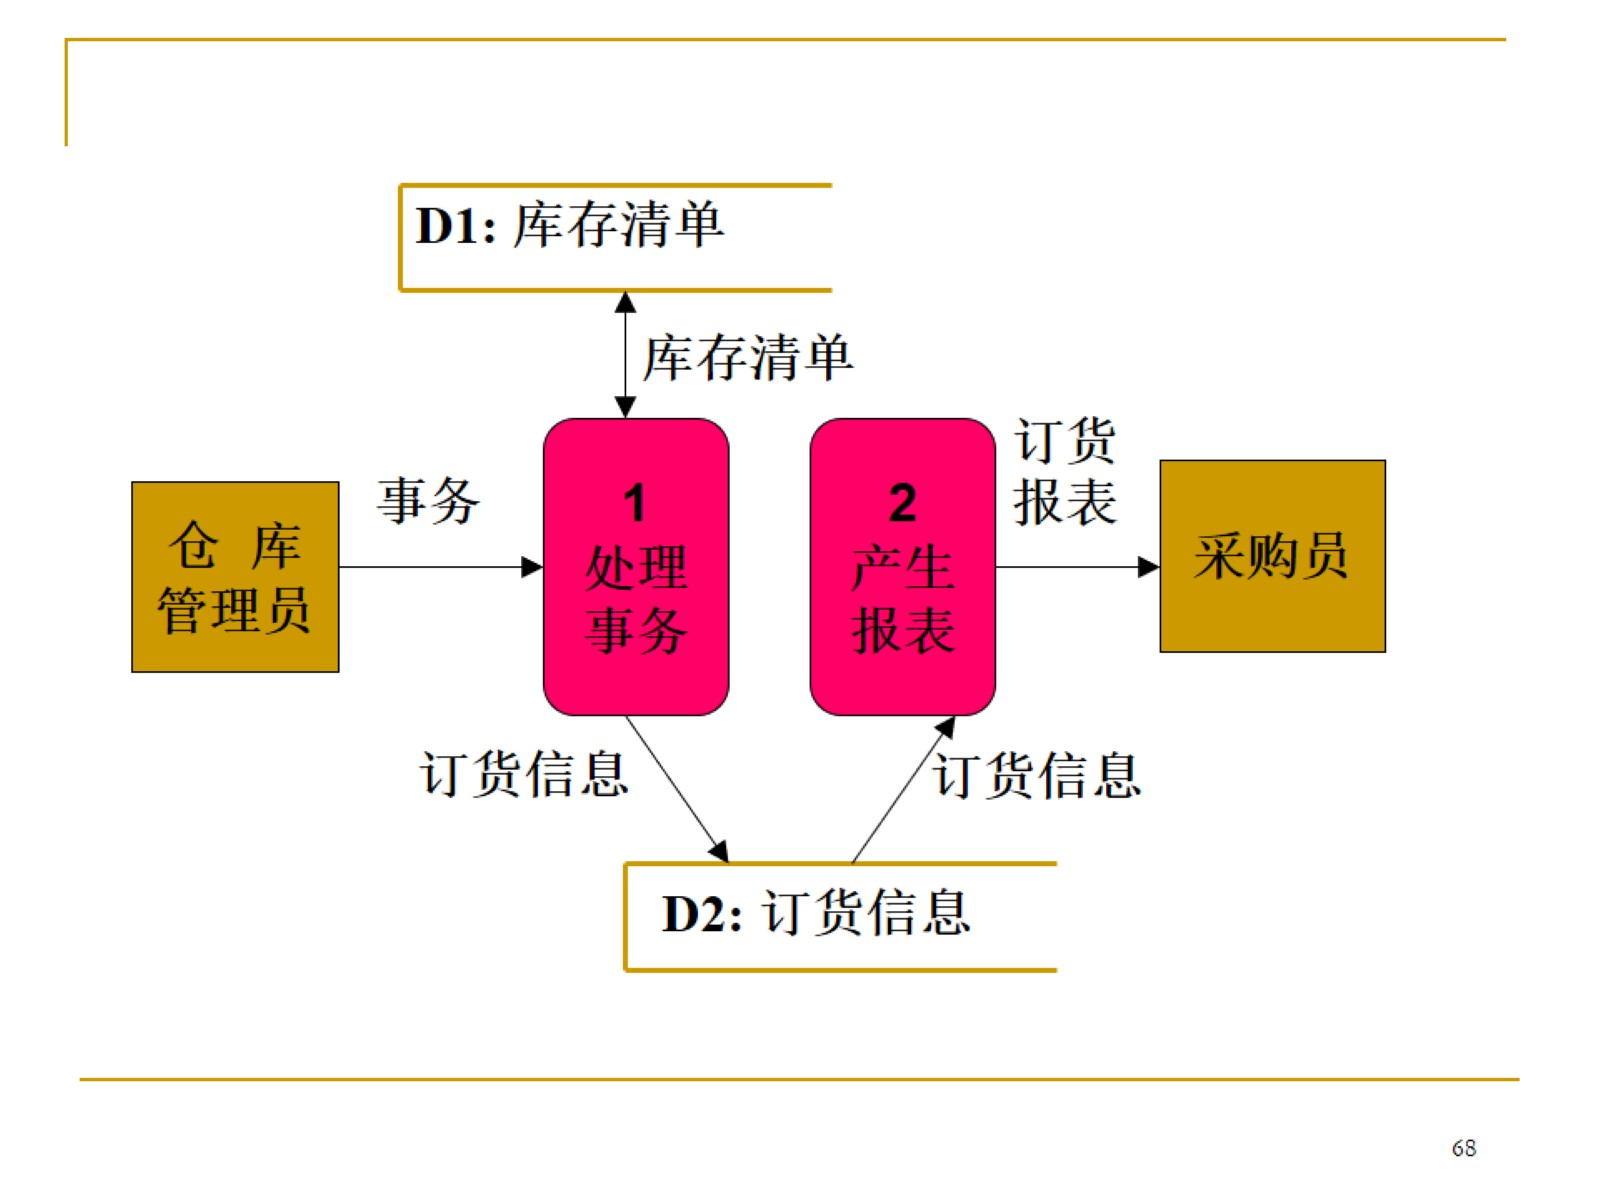 D1: 库存清单
库存清单
仓 库
管理员
事务
1
处理
事务
2
产生
报表
订货
报表
采购员
订货信息
订货信息
D2: 订货信息
68